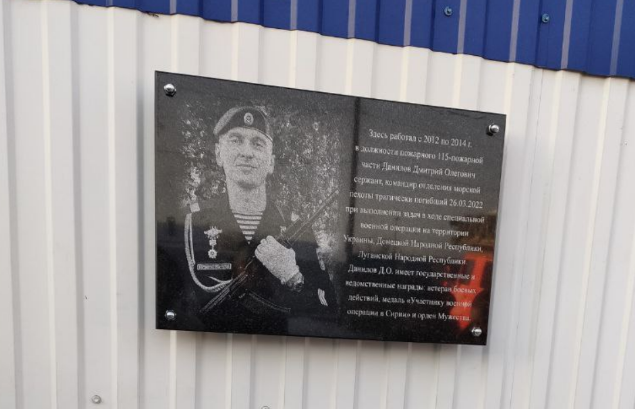 Здесь работал с 2012 по 2014 г.
в должности пожарного 115-пожарной
части Данилов Дмитрий Олегович
сержант, командир отделения морской
пехоты трагически погибший 26.03.2022
при выполнении задач в ходе специальной
военной операции на территории
Украины, Донецкой Народной Республики,
Луганской Народной Республики
Данилов Д.О. имеет государственные и
ведомственные награды: ветеран боевых
действий, медаль «Участнику военной
операции в Сирии» и орден Мужества.